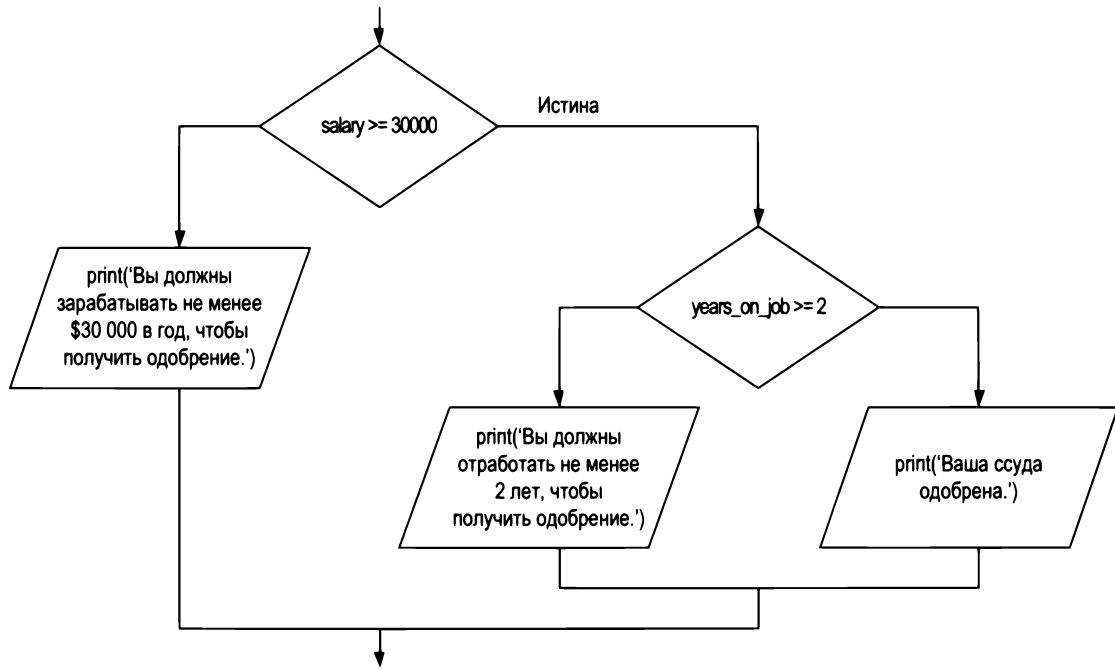 Истина
salary >= 30000
print(‘Вы должны
зарабатывать не менее
$30 000 в год, чтобы
получить одобрение.’)
years_on_job >= 2
print(‘Вы должны
отработать не менее
2 лет, чтобы
получить одобрение.’)
print(‘Ваша ссуда
одобрена.’)